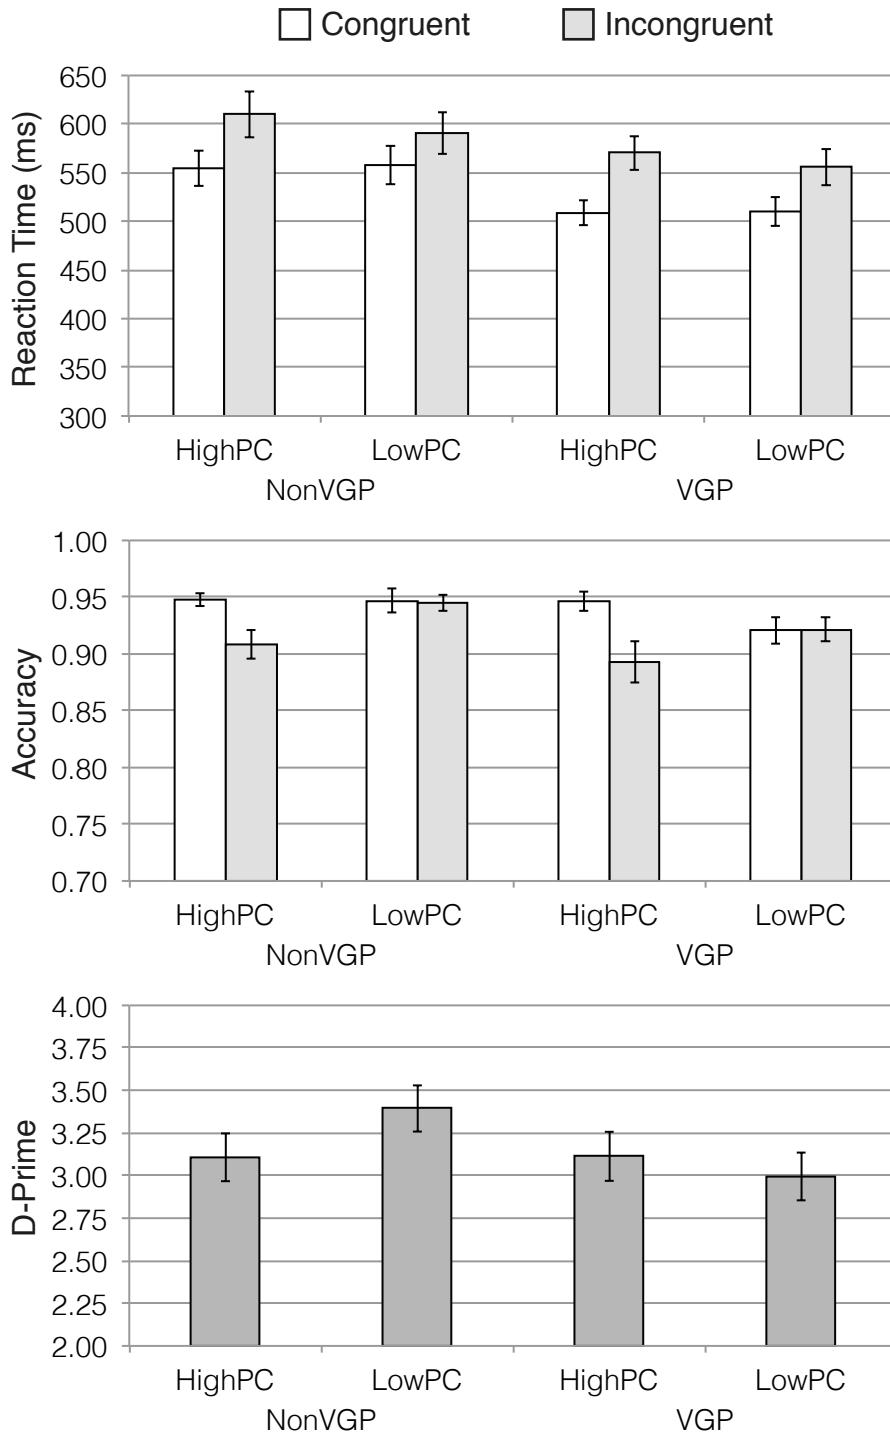 Congruent Incongruent
Reaction Time (ms)
650
600
550
500
450
400
350
300
HighPC LowPC HighPC LowPC
NonVGP VGP
Accuracy
1.00
0.95
0.90
0.85
0.80
0.75
0.70
HighPC LowPC HighPC LowPC
NonVGP VGP
D-Prime
4.00
3.75
3.50
3.25
3.00
2.75
2.50
2.25
2.00
HighPC LowPC HighPC LowPC
NonVGP VGP